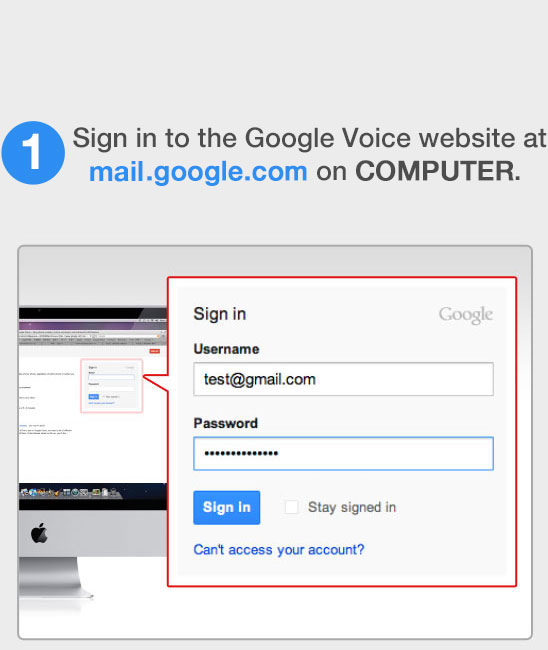 1
Sign in to the Google Voice website at
mail.google.com on COMPUTER.
Sign in Google
Username
test@gmail.com
Password
••••••••••••••
Sign In Stay signed in
Can't access your account?